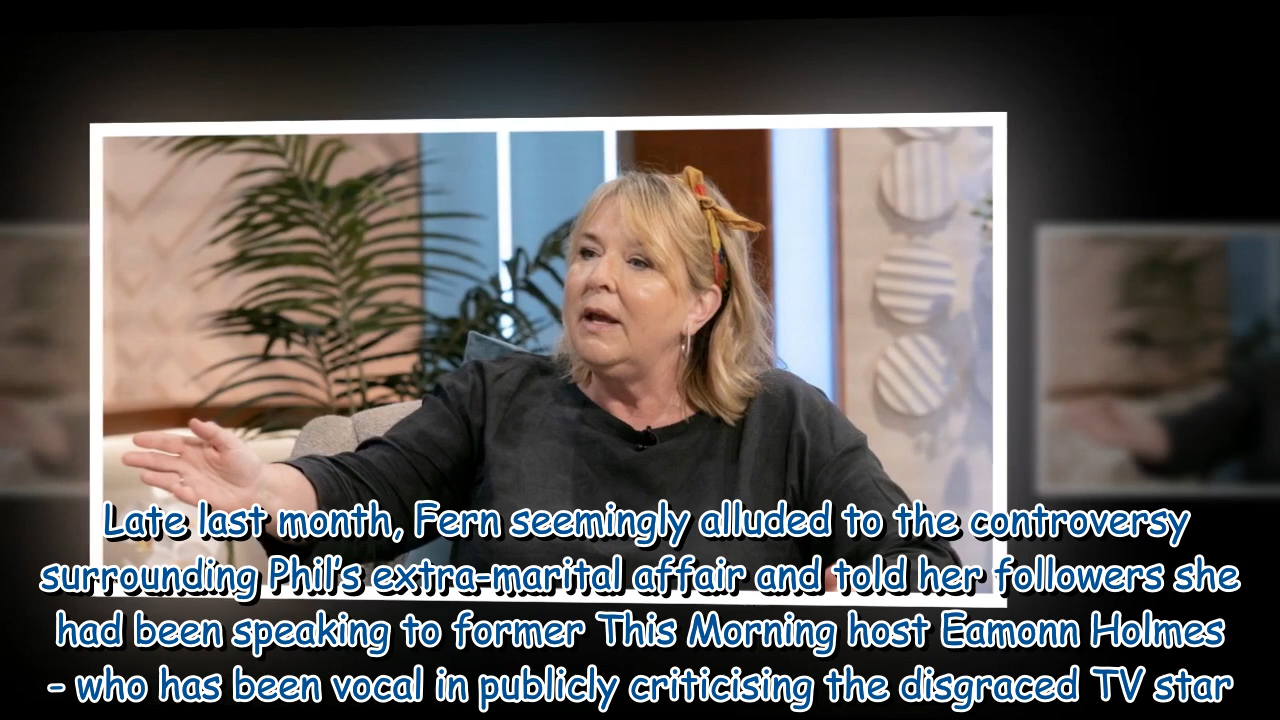 Late last month, Fern seemingly alluded to the controversy
surrounding Phil's extra-marital affair and told her followers she
had been speaking to former This Morning host Eamonn Holmes
- who has been vocal in publicly criticising the disgraced TV star